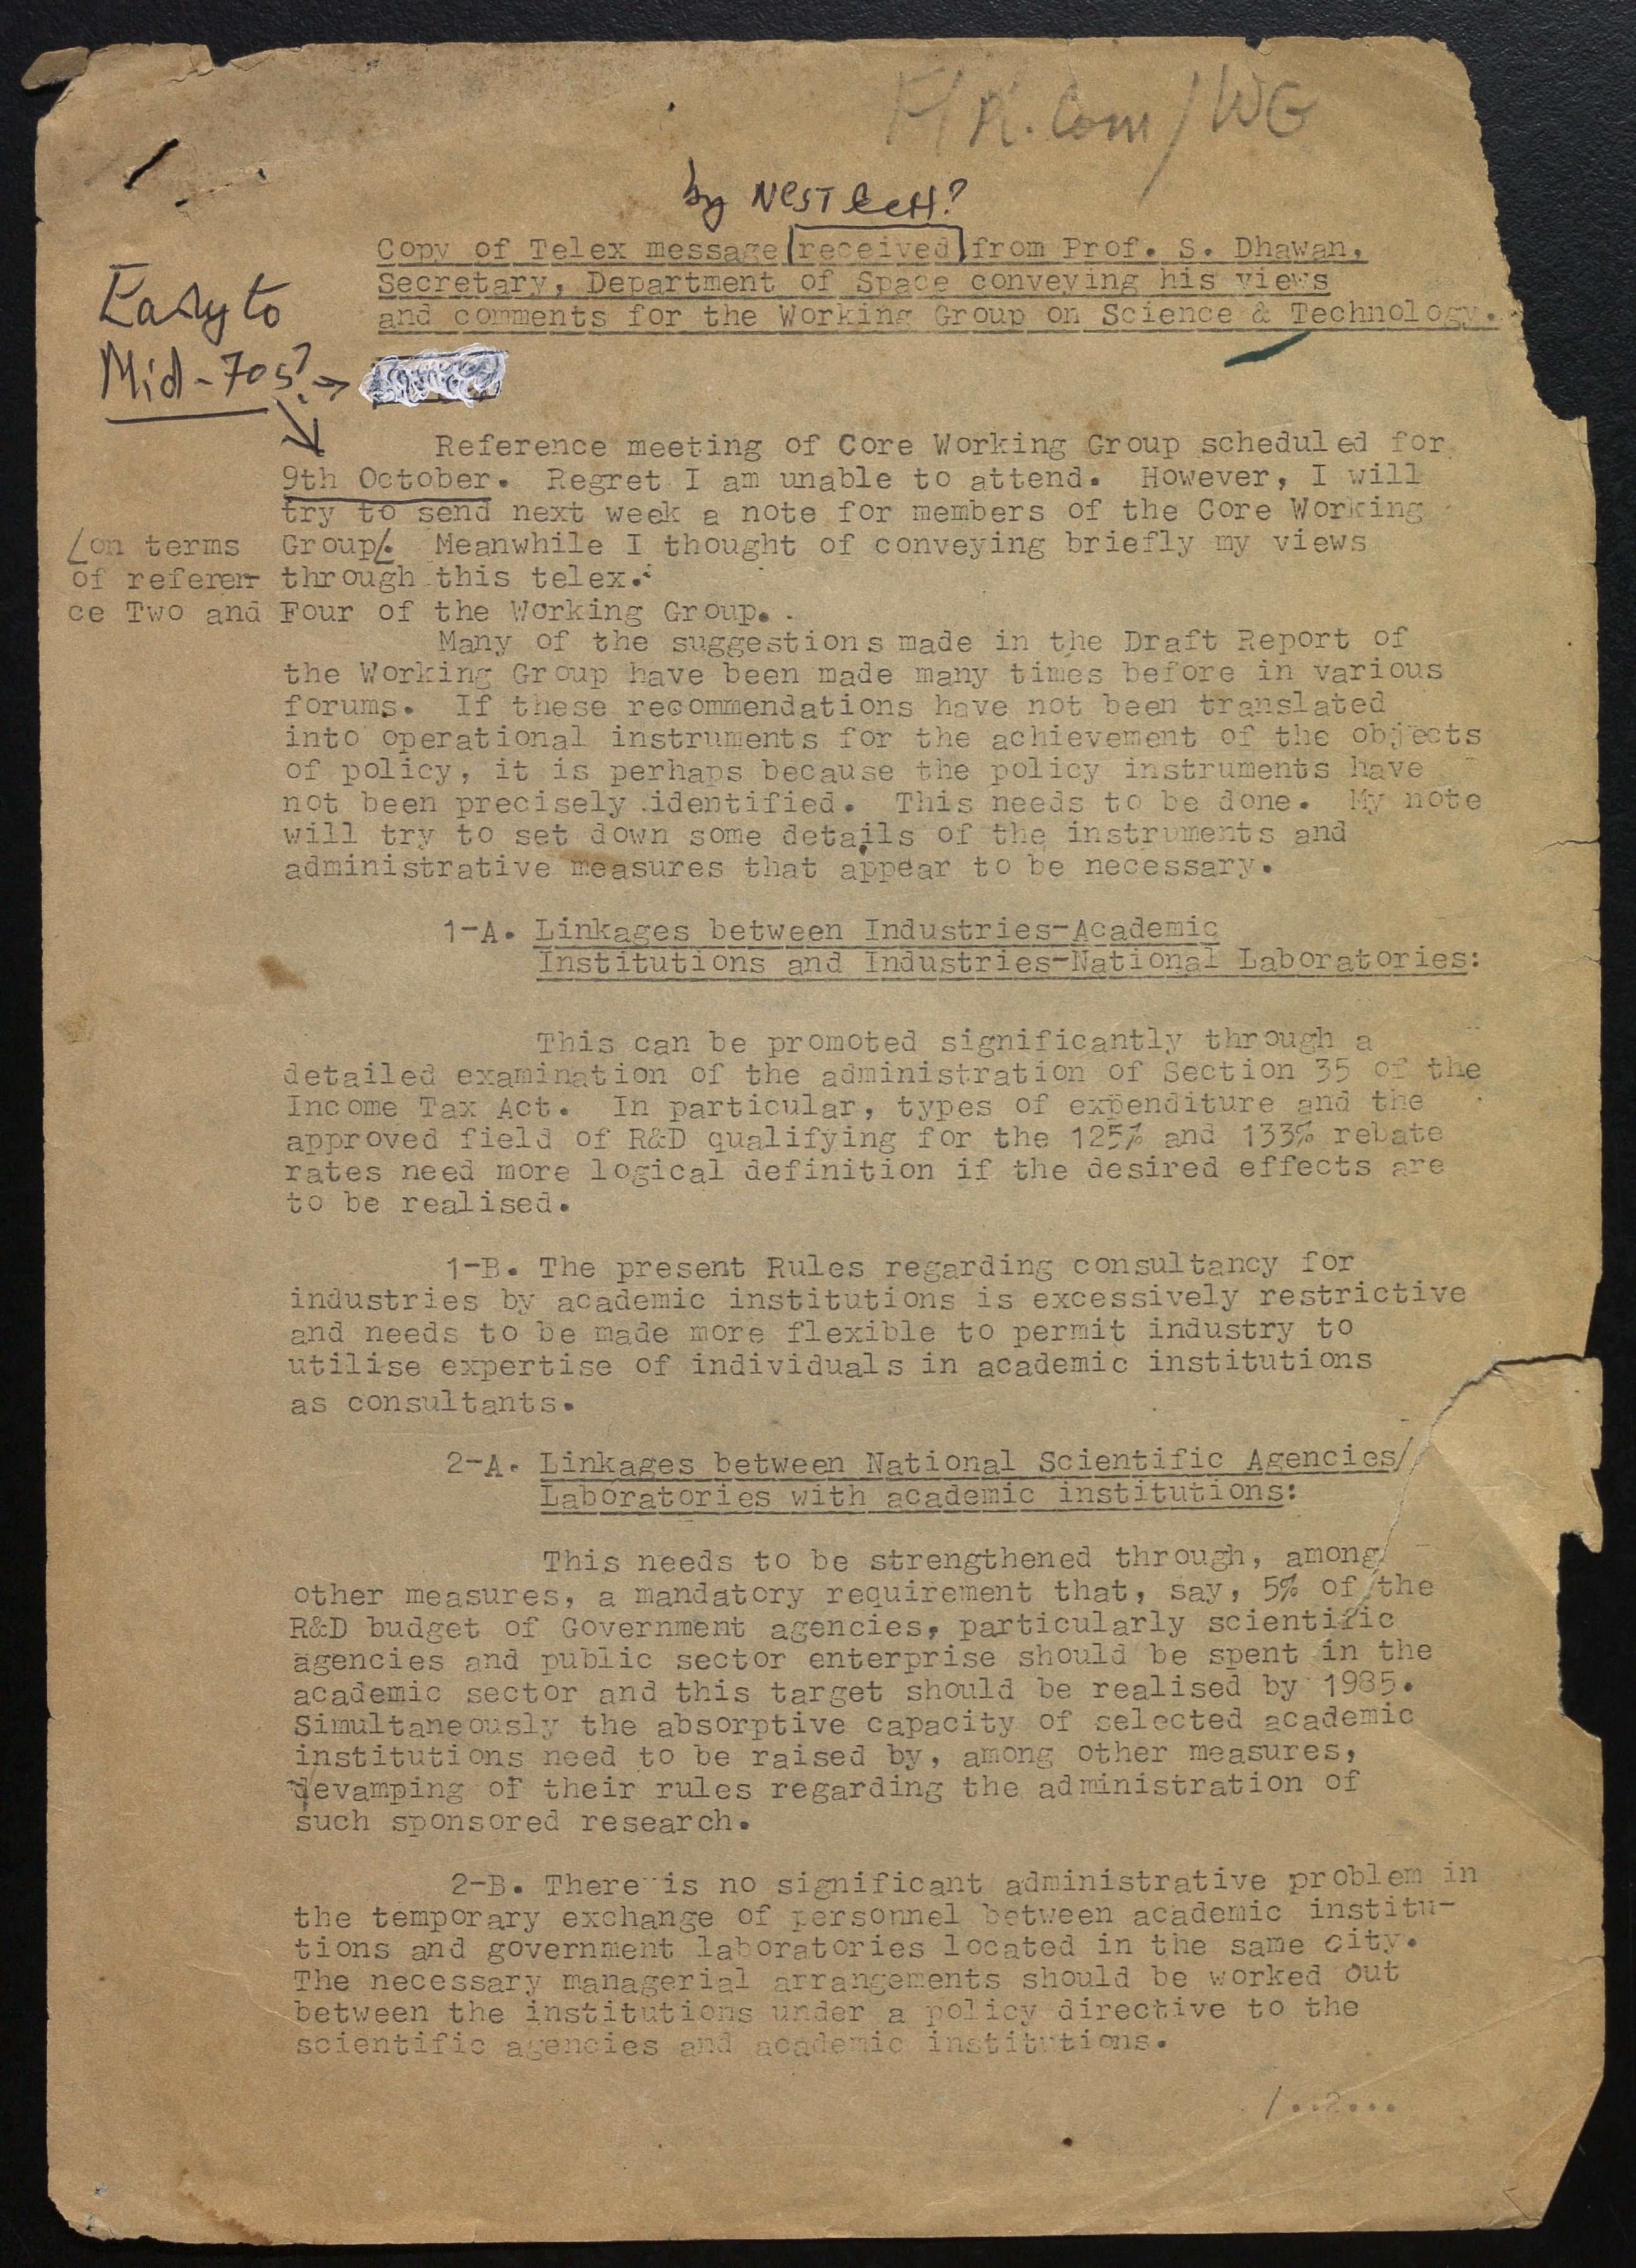 F/ Pl. Com/WG
by NESTecH?
Copy of Telex message received from Prof. S. Dhawan,
Secretary, Department of Space conveying his views
and comments for the Working Group on Science & Technology.
Early to
Mid-70s?
Reference meeting of Core Working Group scheduled for
9th October. Regret I am unable to attend. However, I will
try to send next week a note for members of the Core Working
/on terms Group/. Meanwhile I thought of conveying briefly my views
of referen- through this telex.
ce Two and Four of the Working Group.
Many of the suggestions made in the Draft Report of
the Working Group have been made many times before in various
forums. If these recommendations have not been translated
into operational instruments for the achievement of the objects
of policy, it is perhaps because the policy instruments have
not been precisely identified. This needs to be done. My note
will try to set down some details of the instruments and
administrative measures that appear to be necessary.
1-A. Linkages between Industries-Academic
Institutions and Industries-National Laboratories:
This can be promoted significantly through a
detailed examination of the administration of Section 35 of the
Income Tax Act. In particular, types of expenditure and the
approved field of R&D qualifying for the 125% and 133% rebate
rates need more logical definition if the desired effects are
to be realised.
1-B. The present Rules regarding consultancy for
industries by academic institutions is excessively restrictive
and needs to be made more flexible to permit industry to
utilise expertise of individuals in academic institutions
as consultants.
2-A. Linkages between National Scientific Agencies/
Laboratories with academic institutions:
This needs to be strengthened through, among
other measures, a mandatory requirement that, say, 5% of the
R&D budget of Government agencies, particularly scientific
agencies and public sector enterprise should be spent in the
academic sector and this target should be realised by 1985.
Simultaneously the absorptive capacity of selected academic
institutions need to be raised by, among other measures,
revamping of their rules regarding the administration of
such sponsored research.
2-B. There is no significant administrative problem in
the temporary exchange of personnel between academic institu-
tions and government laboratories located in the same city.
The necessary managerial arrangements should be worked out
between the institutions under a policy directive to the
scientific agencies and academic institutions.
/..2...